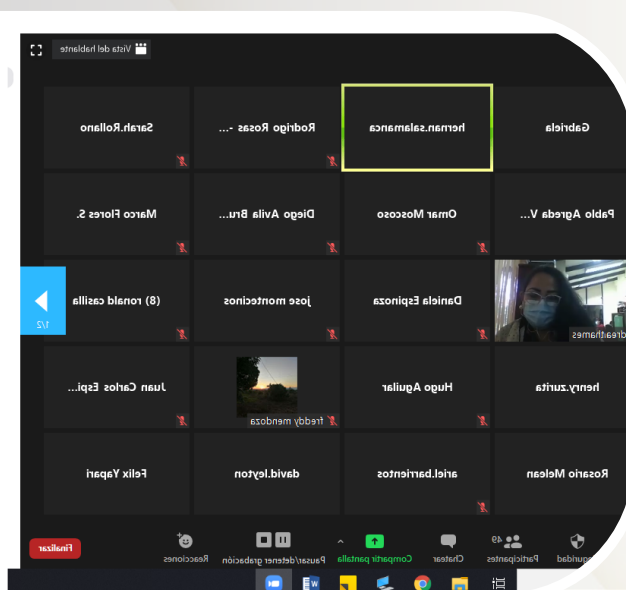 Vista del hablante
Gabriela
hernan.salamanca
Rodrigo Rosas -...
Sarah.Rollano
Pablo Agreda V...
Omar Moscoso
Diego Avila Bru...
Marco Flores S.
dreathames
Daniela Espinoza
jose montecinos
(8) ronald casilla
1/2
henry.zurita
Hugo Aguilar
freddy mendoza
Juan Carlos Espi...
Rosario Melean
ariel.barrientos
david.leyton
Felix Yapari
eguridad
Participantes
49
Chatear
Compartir pantalla
Pausar/detener grabación
Reacciones
Finalizar